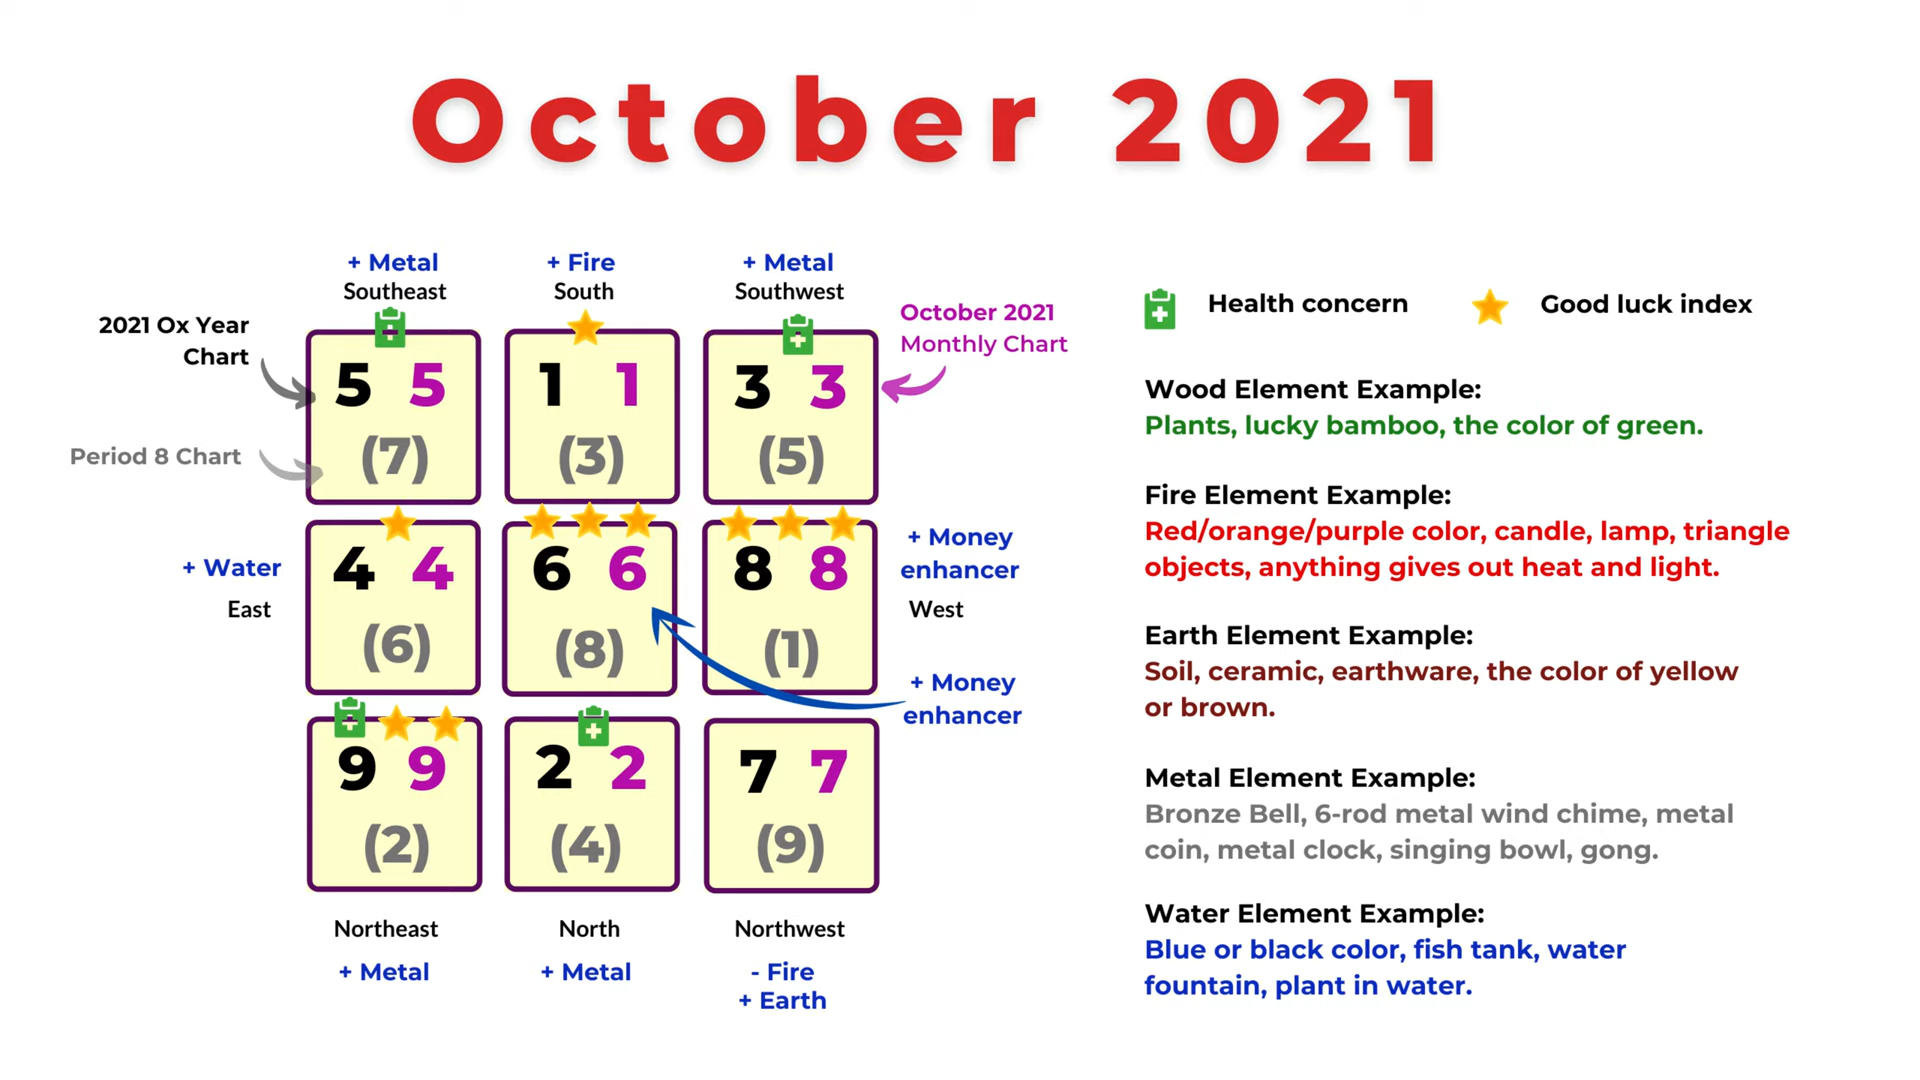 October 2021
+ Metal
Southeast
+ Fire
South
+ Metal
Southwest
2021 Ox Year
Chart
Period 8 Chart
October 2021
Monthly Chart
5 5
(7)
1 1
(3)
3 3
(5)
+ Water
East
4 4
(6)
6 6
(8)
8 8
(1)
+ Money
enhancer
West
+ Money
enhancer
9 9
(2)
2 2
(4)
7 7
(9)
Northeast
+ Metal
North
+ Metal
Northwest
- Fire
+ Earth
Health concern
Good luck index
Wood Element Example:
Plants, lucky bamboo, the color of green.
Fire Element Example:
Red/orange/purple color, candle, lamp, triangle
objects, anything gives out heat and light.
Earth Element Example:
Soil, ceramic, earthware, the color of yellow
or brown.
Metal Element Example:
Bronze Bell, 6-rod metal wind chime, metal
coin, metal clock, singing bowl, gong.
Water Element Example:
Blue or black color, fish tank, water
fountain, plant in water.